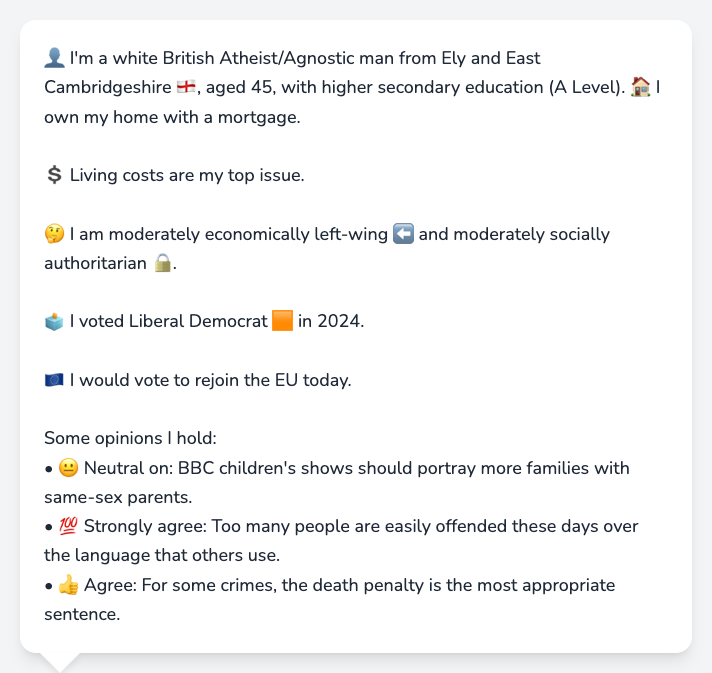 👤 I'm a white British Atheist/Agnostic man from Ely and East
Cambridgeshire 🏴󠁧󠁢󠁥󠁮󠁧󠁿, aged 45, with higher secondary education (A Level). 🏠 I
own my home with a mortgage.
💲 Living costs are my top issue.
🤔 I am moderately economically left-wing ⬅️ and moderately socially
authoritarian 🔒.
🗳️ I voted Liberal Democrat 🟧 in 2024.
🇪🇺 I would vote to rejoin the EU today.
Some opinions I hold:
• 😐 Neutral on: BBC children's shows should portray more families with
same-sex parents.
• 💯 Strongly agree: Too many people are easily offended these days over
the language that others use.
• 👍 Agree: For some crimes, the death penalty is the most appropriate
sentence.